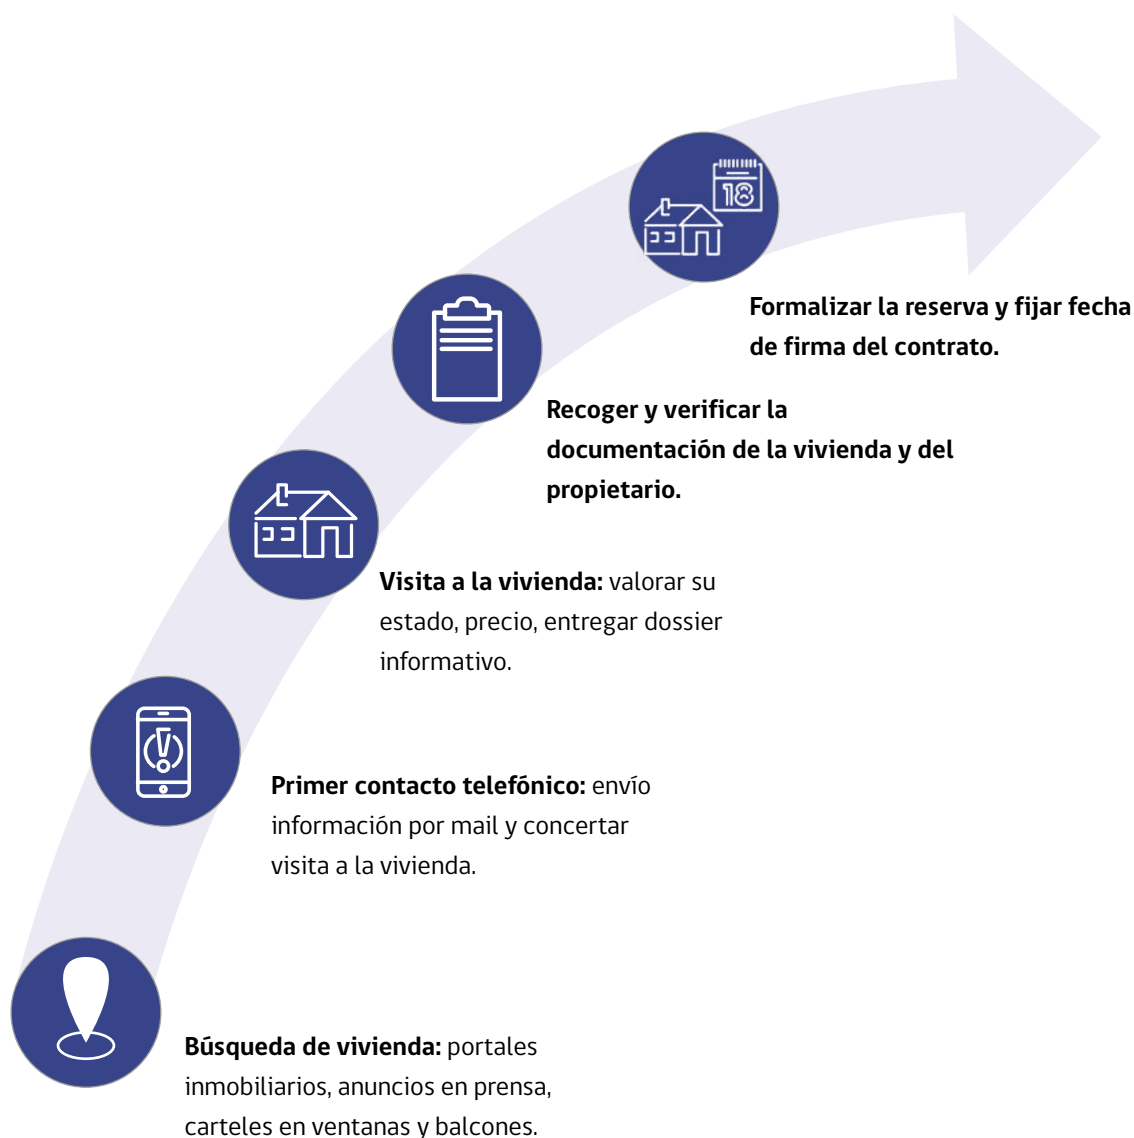 18
Formalizar la reserva y fijar fecha
de firma del contrato.
Recoger y verificar la
documentación de la vivienda y del
propietario.
Visita a la vivienda: valorar su
estado, precio, entregar dossier
informativo.
Primer contacto telefónico: envío
información por mail y concertar
visita a la vivienda.
Búsqueda de vivienda: portales
inmobiliarios, anuncios en prensa,
carteles en ventanas y balcones.